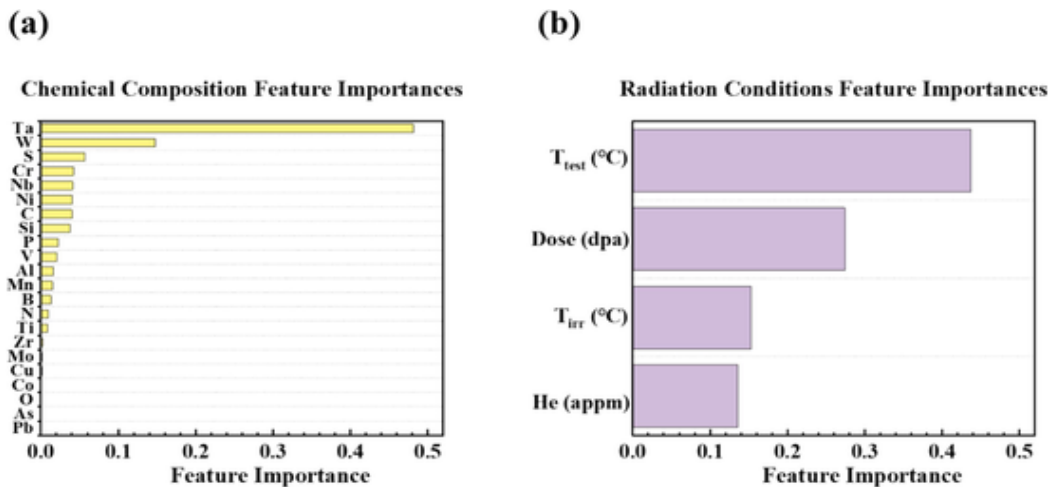 (a)
Chemical Composition Feature Importances
Ta
W
S
Cr
Nb
Ni
C
Si
P
V
Al
Mn
B
N
Ti
Zr
Mo
Cu
Co
O
As
Pb
0.0 0.1 0.2 0.3 0.4 0.5
Feature Importance
(b)
Radiation Conditions Feature Importances
Ttest (°C)
Dose (dpa)
Tirr (°C)
He (appm)
0.0 0.1 0.2 0.3 0.4 0.5
Feature Importance